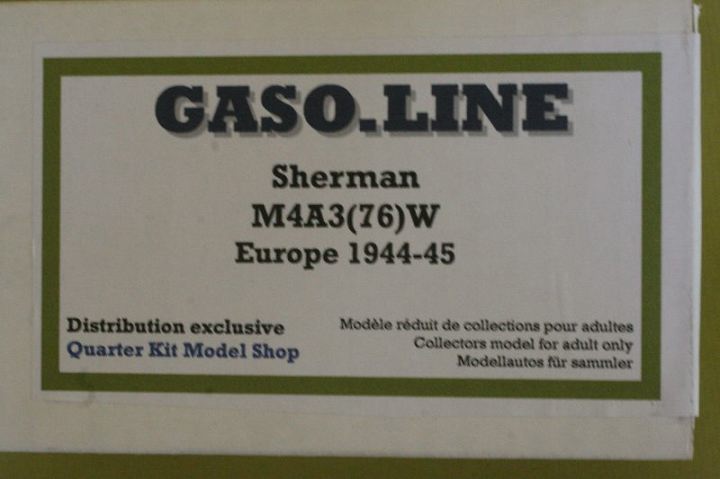 GASO.LINE
Sherman
M4A3(76)W
Europe 1944-45
Distribution exclusive
Quarter Kit Model Shop
Modèle réduit de collections pour adultes
Collectors model for adult only
Modellautos für sammler